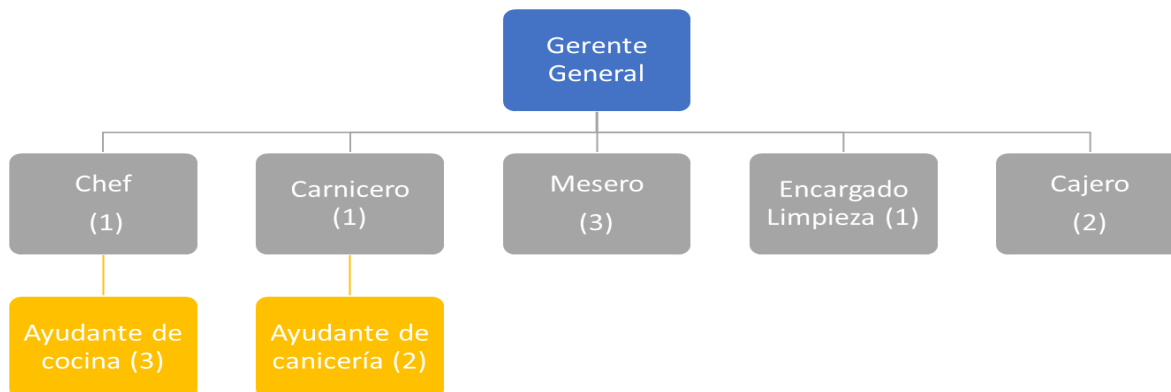 Gerente
General
Chef
(1)
Carnicero
(1)
Mesero
(3)
Encargado
Limpieza (1)
Cajero
(2)
Ayudante de
cocina (3)
Ayudante de
canicería (2)